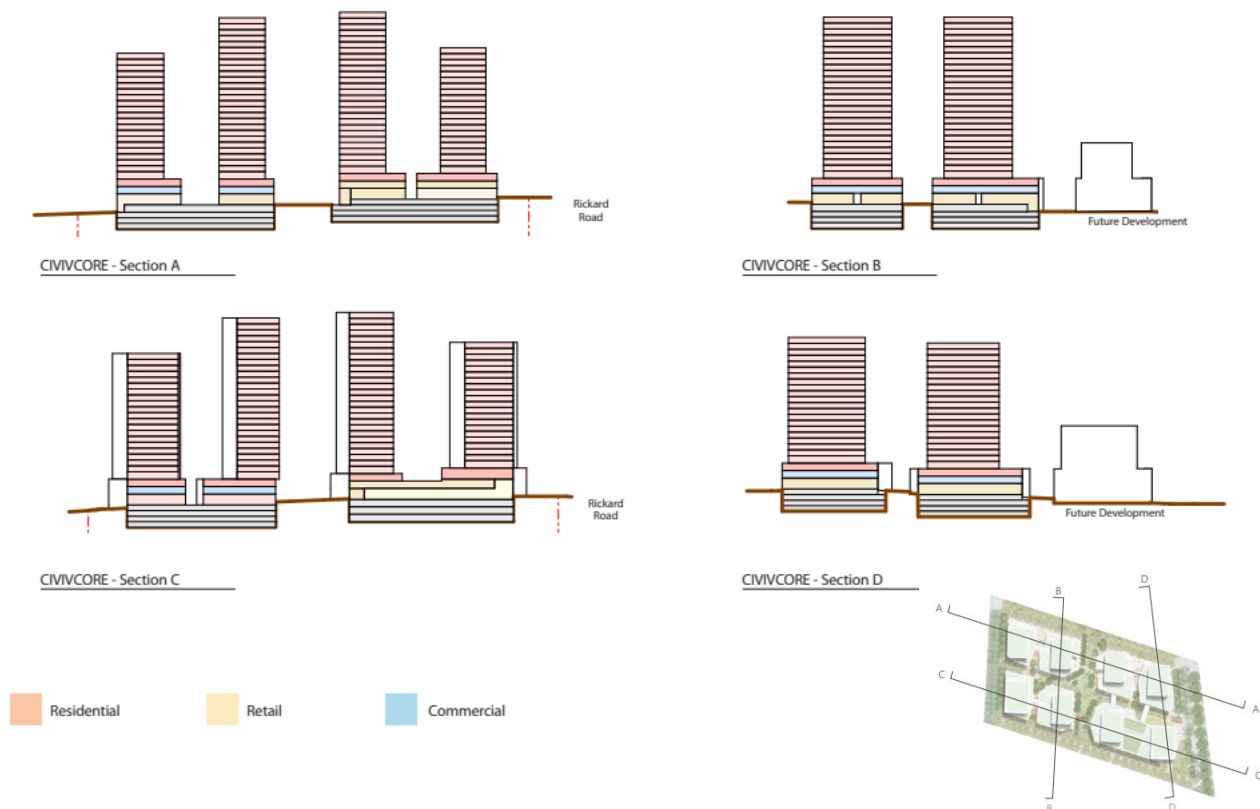 Rickard
Road
Future Development
CIVIVCORE - Section A
CIVIVCORE - Section B
Rickard
Road
Future Development
CIVIVCORE - Section C
CIVIVCORE - Section D
D
B
A
C
A
C
B
D
Residential
Retail
Commercial